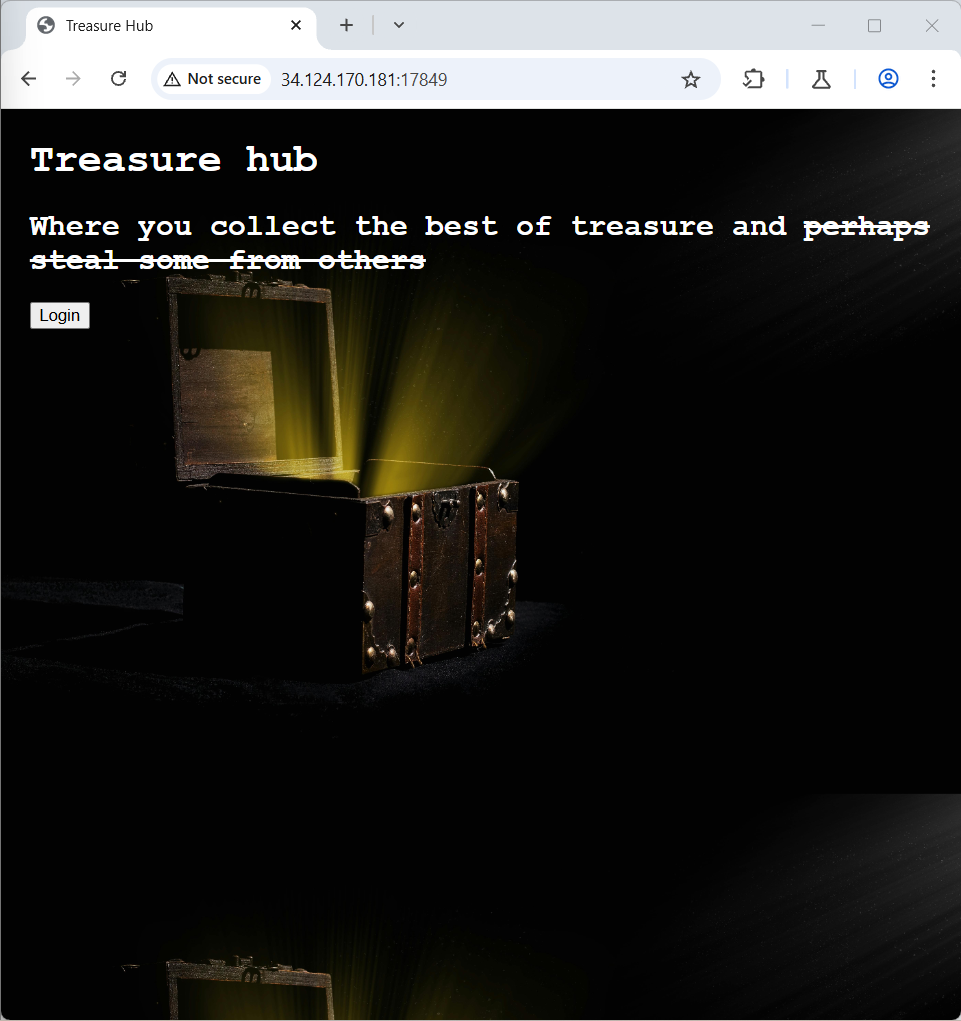 Treasure Hub
Not secure
34.124.170.181:17849
Treasure hub
Where you collect the best of treasure and perhaps
steal some from others
Login